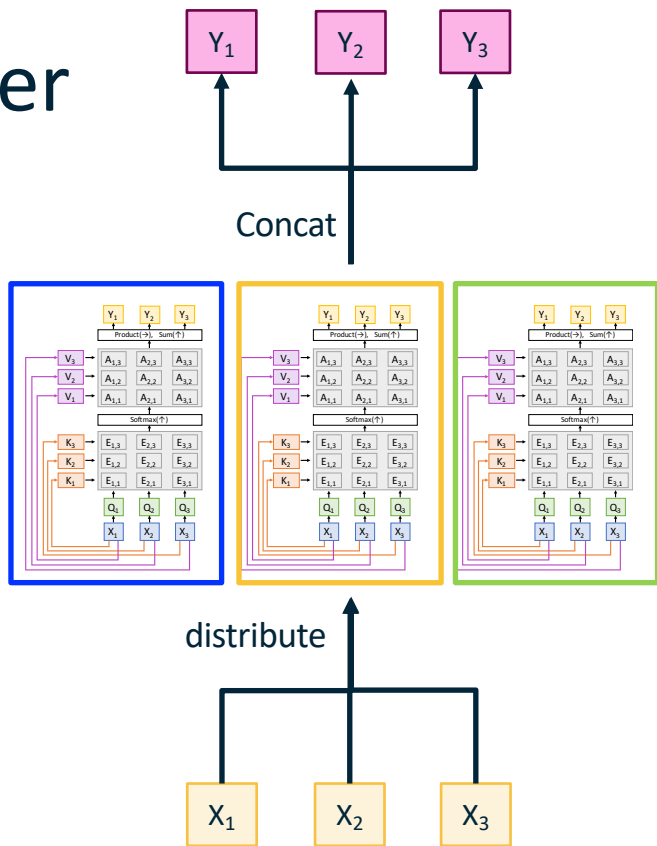 er
Y1 Y2 Y3
Concat
Y1 Y2 Y3 Y1 Y2 Y3 Y1 Y2 Y3
Product(→), Sum(↑) Product(→), Sum(↑) Product(→), Sum(↑)
V3 A1,3 A2,3 A3,3 V3 A1,3 A2,3 A3,3 V3 A1,3 A2,3 A3,3
V2 A1,2 A2,2 A3,2 V2 A1,2 A2,2 A3,2 V2 A1,2 A2,2 A3,2
V1 A1,1 A2,1 A3,1 V1 A1,1 A2,1 A3,1 V1 A1,1 A2,1 A3,1
Softmax(↑) Softmax(↑) Softmax(↑)
K3 E1,3 E2,3 E3,3 K3 E1,3 E2,3 E3,3 K3 E1,3 E2,3 E3,3
K2 E1,2 E2,2 E3,2 K2 E1,2 E2,2 E3,2 K2 E1,2 E2,2 E3,2
K1 E1,1 E2,1 E3,1 K1 E1,1 E2,1 E3,1 K1 E1,1 E2,1 E3,1
Q1 Q2 Q3 Q1 Q2 Q3 Q1 Q2 Q3
X1 X2 X3 X1 X2 X3 X1 X2 X3
distribute
X1 X2 X3